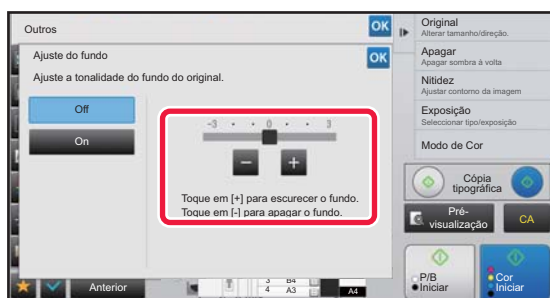 Outros
OK
Ajuste do fundo
OK
Ajuste a tonalidade do fundo do original.
Off
On
-3 • • 0 • • 3
− +
Toque em [+] para escurecer o fundo.
Toque em [-] para apagar o fundo.
Anterior
3 B4
4 A3
A4
Original
Alterar tamanho/direção.
Apagar
Apagar sombra à volta
Nitidez
Ajustar contorno da imagem
Exposição
Seleccionar tipo/exposição
Modo de Cor
Cópia
tipográfica
Pré-
visualização
CA
P/B
Iniciar
Cor
Iniciar